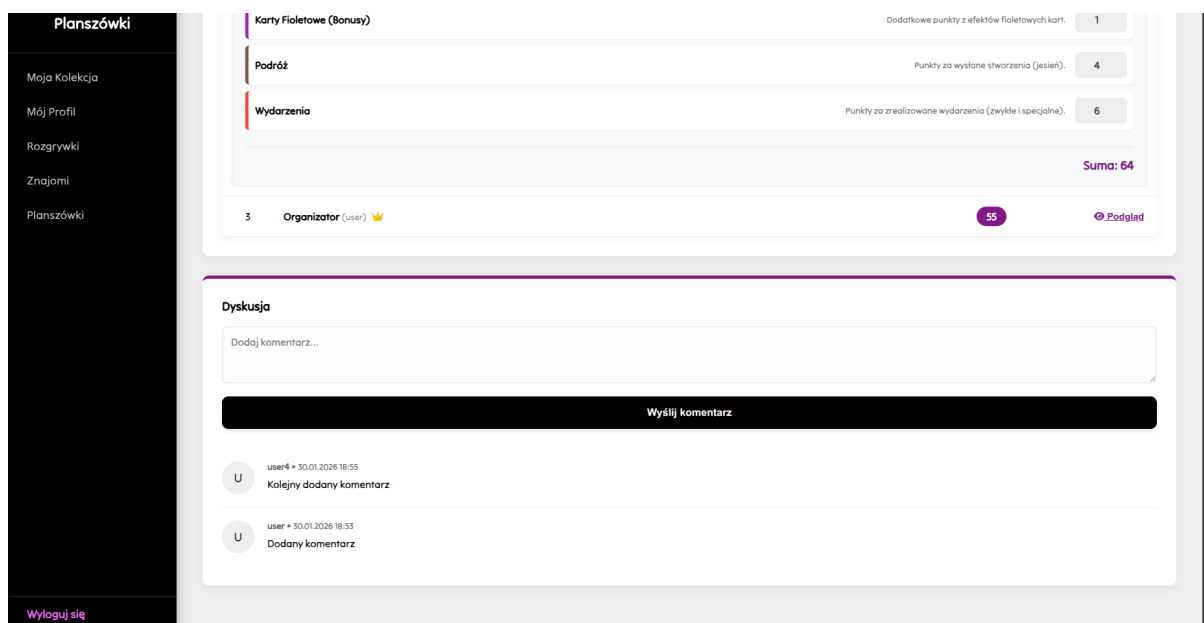 Planszówki
Moja Kolekcja
Mój Profil
Rozgrywki
Znajomi
Planszówki
Wyloguj się
Karty Fioletowe (Bonusy) Dodatkowe punkty z efektów fioletowych kart. 1
Podróż Punkty za wysłane stworzenia (jesień). 4
Wydarzenia Punkty za zrealizowane wydarzenia (zwykłe i specjalne). 6
Suma: 64
3 Organizator (user) 55 Podgląd
Dyskusja
Dodaj komentarz...
Wyślij komentarz
U
user4 • 30.01.2026 18:55
Kolejny dodany komentarz
U
user • 30.01.2026 18:53
Dodany komentarz